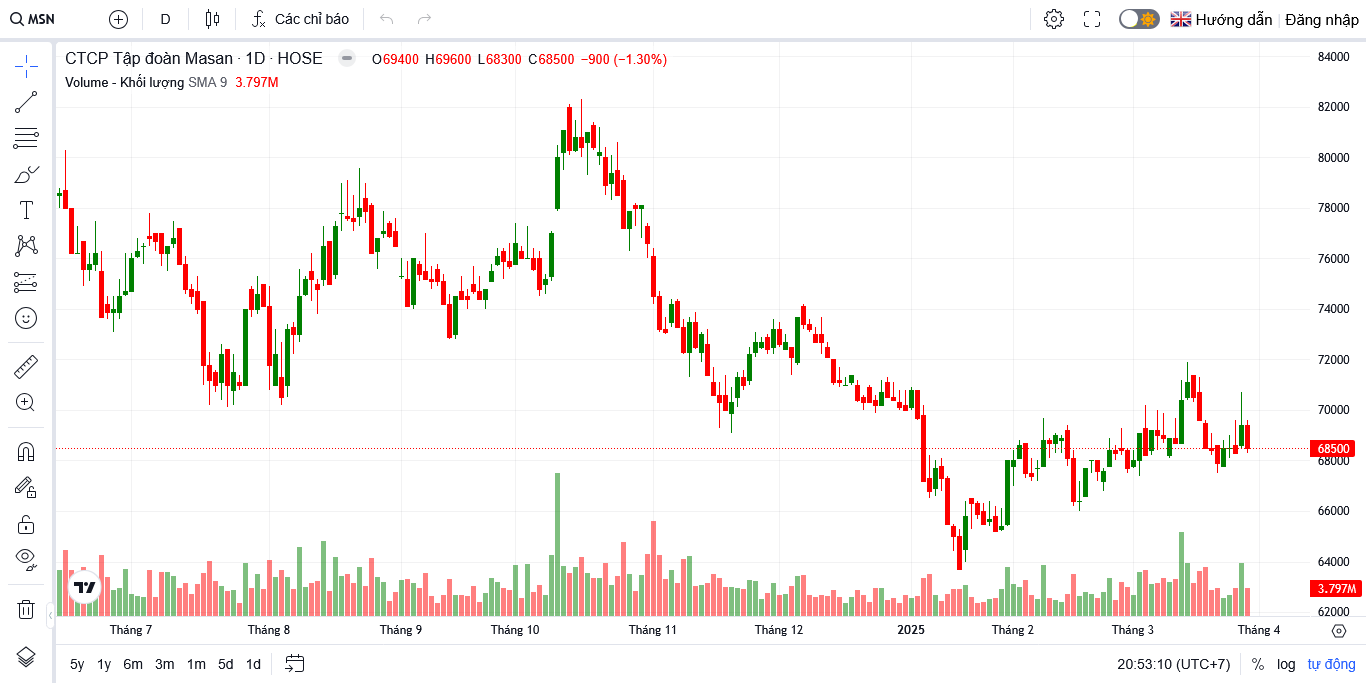 MSN D Các chỉ báo Hướng dẫn Đăng nhập
CTCP Tập đoàn Masan · 1D · HOSE O69400 H69600 L68300 C68500 −900 (−1.30%)
Volume - Khối lượng SMA 9 3.797M
84000
82000
80000
78000
76000
74000
72000
70000
68500
68000
66000
64000
3.797M
62000
Tháng 7 Tháng 8 Tháng 9 Tháng 10 Tháng 11 Tháng 12 2025 Tháng 2 Tháng 3 Tháng 4
5y 1y 6m 3m 1m 5d 1d 20:53:10 (UTC+7) % log tự động